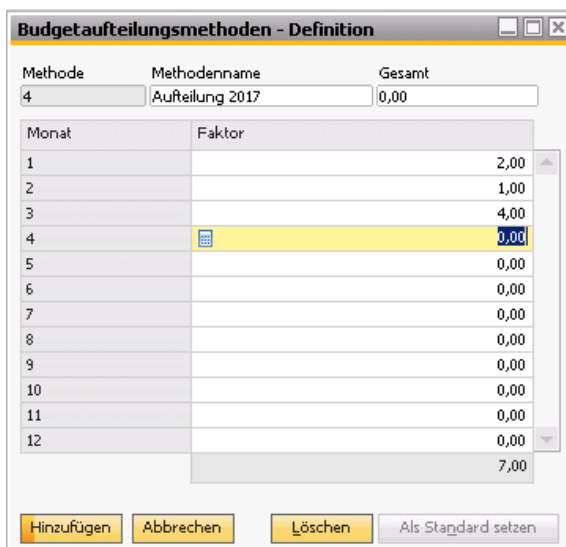 Budgetaufteilungsmethoden - Definition
Methode Methodenname Gesamt
4 Aufteilung 2017 0,00
Monat Faktor
1 2,00
2 1,00
3 4,00
4 0,00
5 0,00
6 0,00
7 0,00
8 0,00
9 0,00
10 0,00
11 0,00
12 0,00
7,00
Hinzufügen Abbrechen Löschen Als Standard setzen